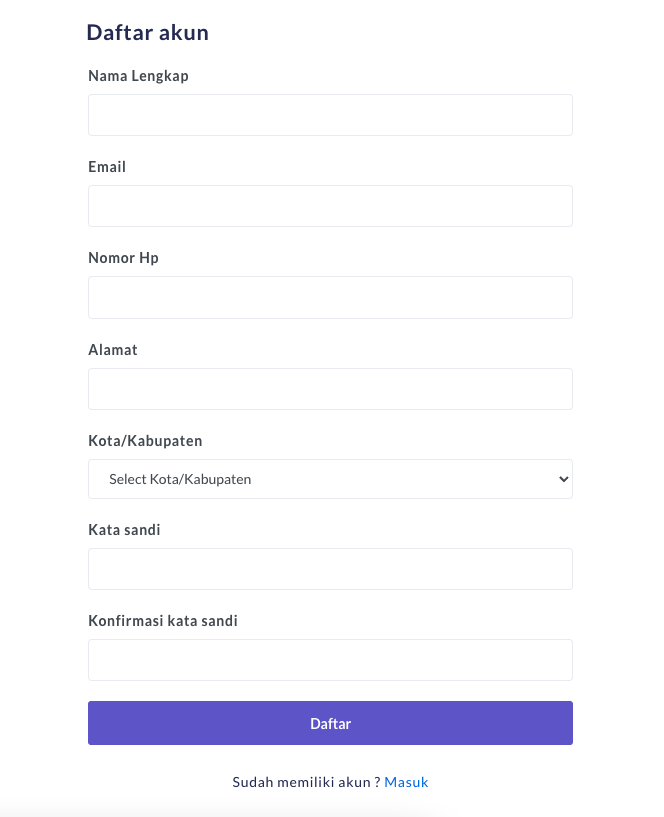 Daftar akun
Nama Lengkap
Email
Nomor Hp
Alamat
Kota/Kabupaten
Select Kota/Kabupaten
Kata sandi
Konfirmasi kata sandi
Daftar
Sudah memiliki akun ? Masuk